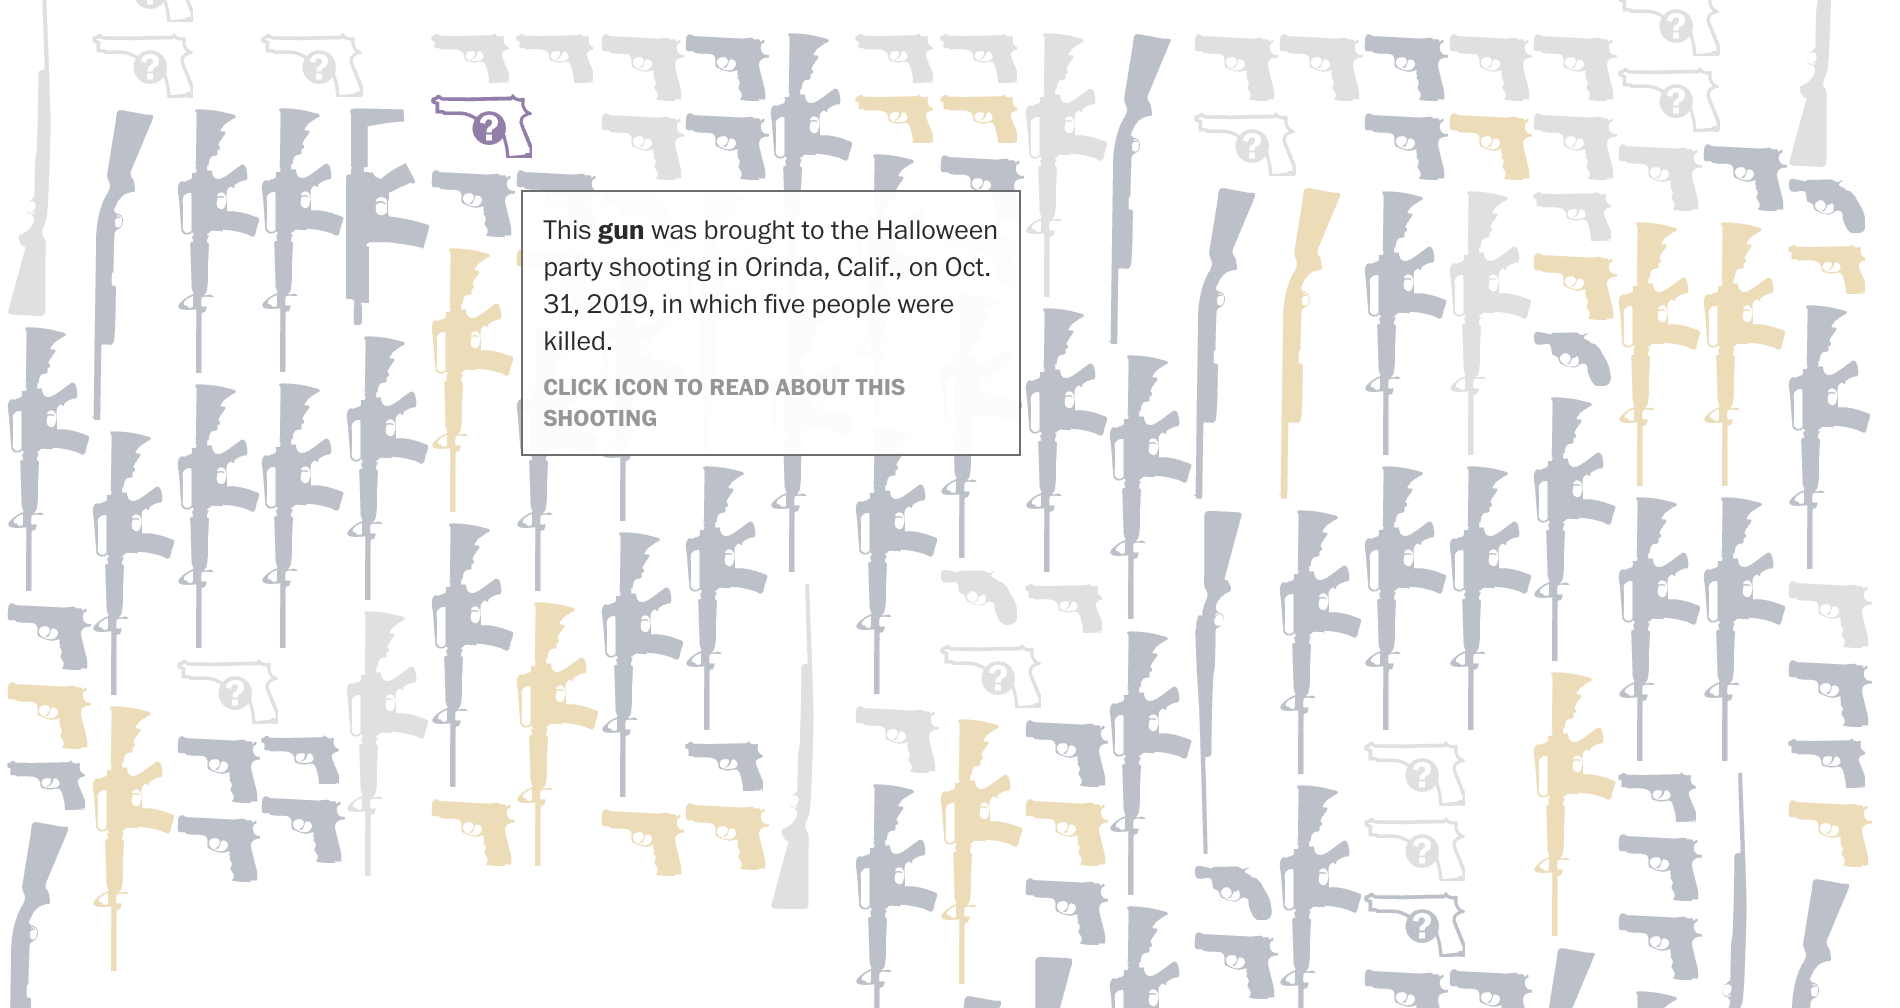 ?
?
?
?
?
?
This gun was brought to the Halloween
party shooting in Orinda, Calif., on Oct.
31, 2019, in which five people were
killed.
CLICK ICON TO READ ABOUT THIS
SHOOTING
?
?
?
?
?